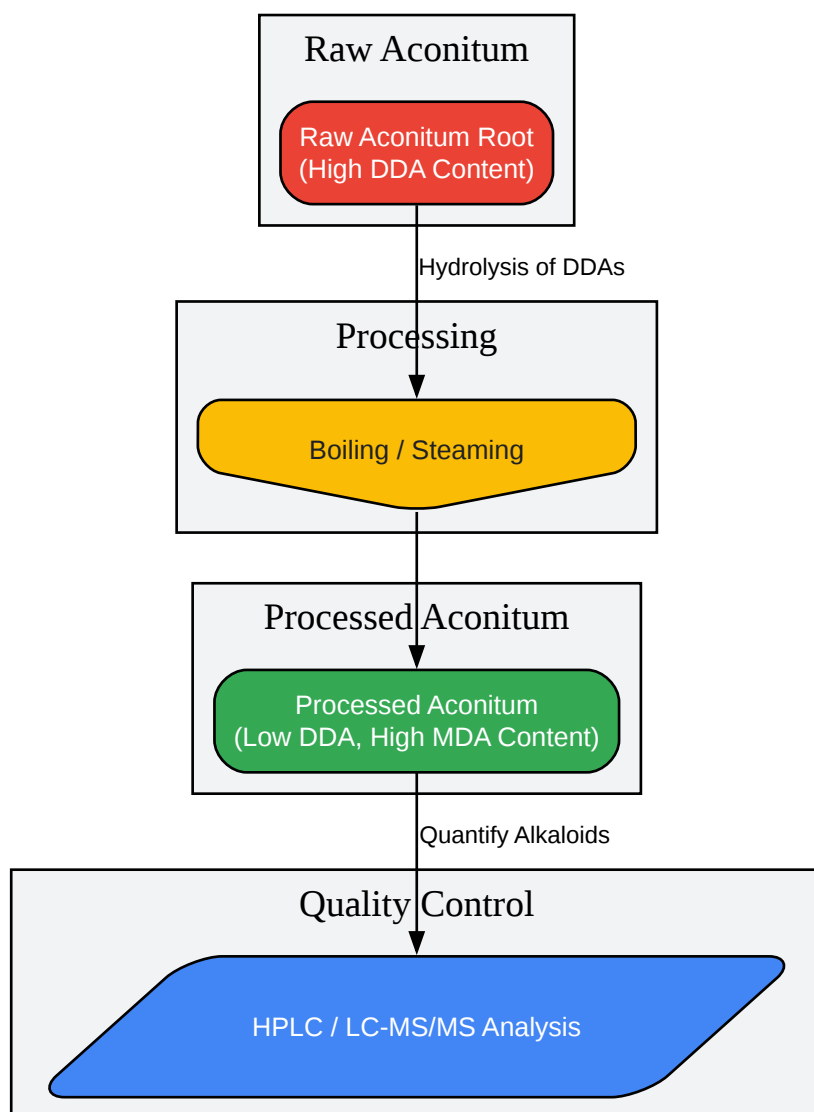 Raw Aconitum
Raw Aconitum Root
(High DDA Content)
Hydrolysis of DDAs
Processing
Boiling / Steaming
Processed Aconitum
Processed Aconitum
(Low DDA, High MDA Content)
Quantify Alkaloids
Quality Control
HPLC / LC-MS/MS Analysis